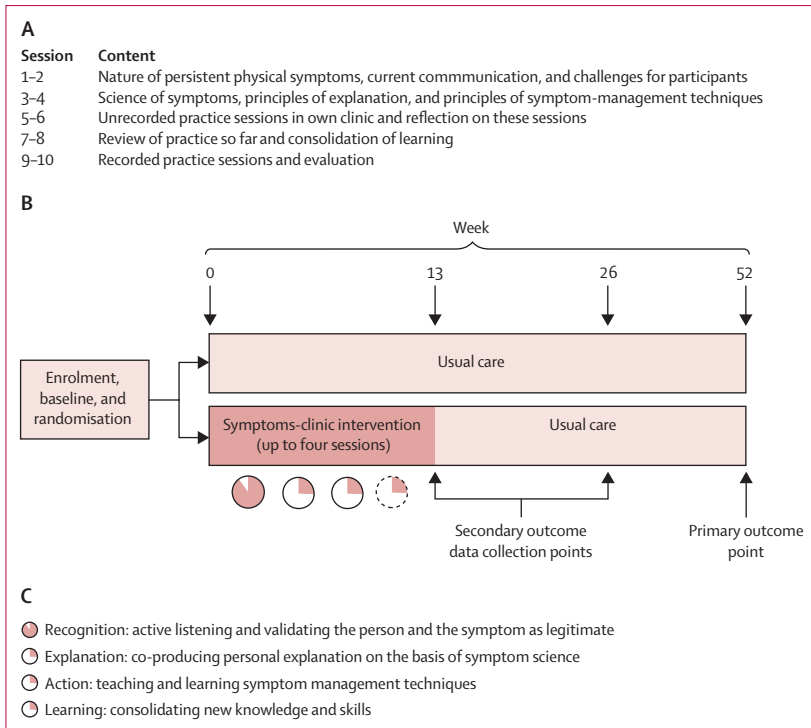 A
Session Content
1–2 Nature of persistent physical symptoms, current commmunication, and challenges for participants
3–4 Science of symptoms, principles of explanation, and principles of symptom-management techniques
5–6 Unrecorded practice sessions in own clinic and reflection on these sessions
7–8 Review of practice so far and consolidation of learning
9–10 Recorded practice sessions and evaluation
B
Week
0 13 26 52
Usual care
Enrolment,
baseline, and
randomisation
Symptoms-clinic intervention
(up to four sessions)
Usual care
Secondary outcome
data collection points
Primary outcome
point
C
Recognition: active listening and validating the person and the symptom as legitimate
Explanation: co-producing personal explanation on the basis of symptom science
Action: teaching and learning symptom management techniques
Learning: consolidating new knowledge and skills